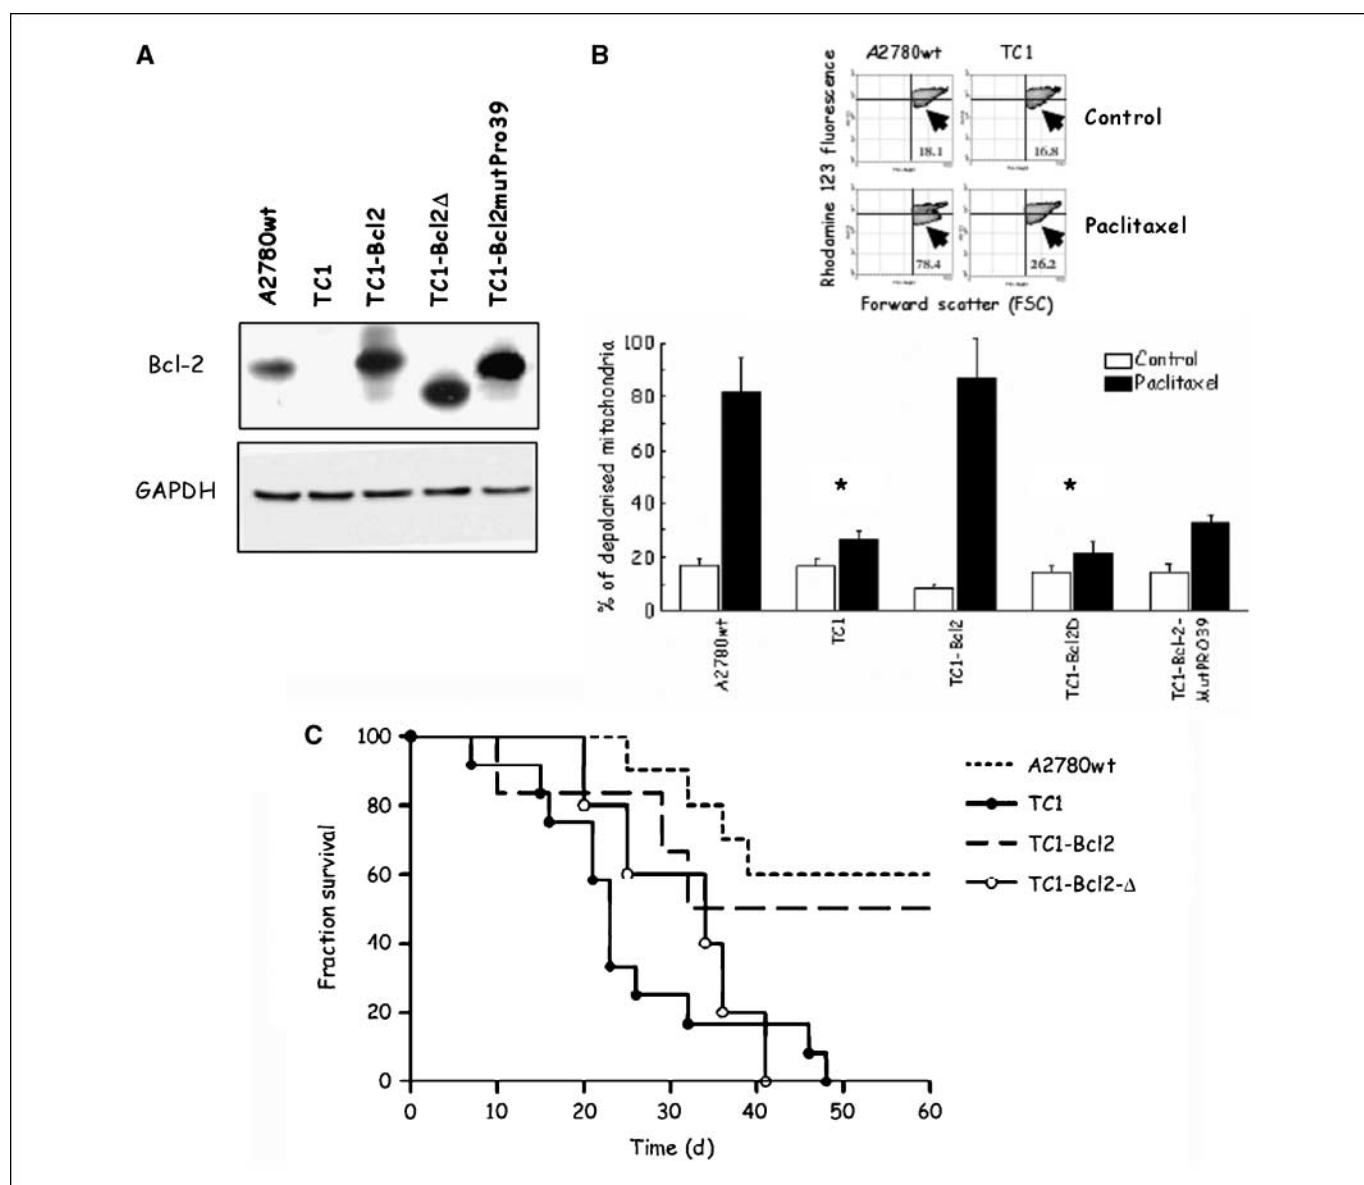 A
A2780wt
TC1
TC1-Bcl2
TC1-Bcl2Δ
TC1-Bcl2mutPro39
Bcl-2
GAPDH
B
A2780wt
TC1
Rhodamine 123 fluorescence
18.1
16.8
Control
78.4
26.2
Paclitaxel
Forward scatter (FSC)
% of depolarised mitochondria
100
80
60
40
20
0
Control
Paclitaxel
*
*
A2780wt
TC1
TC1-Bcl2
TC1-Bcl2D
TC1-Bcl-2-
MutPRO39
C
Fraction survival
100
80
60
40
20
0
0 10 20 30 40 50 60
Time (d)
A2780wt
TC1
TC1-Bcl2
TC1-Bcl2-Δ